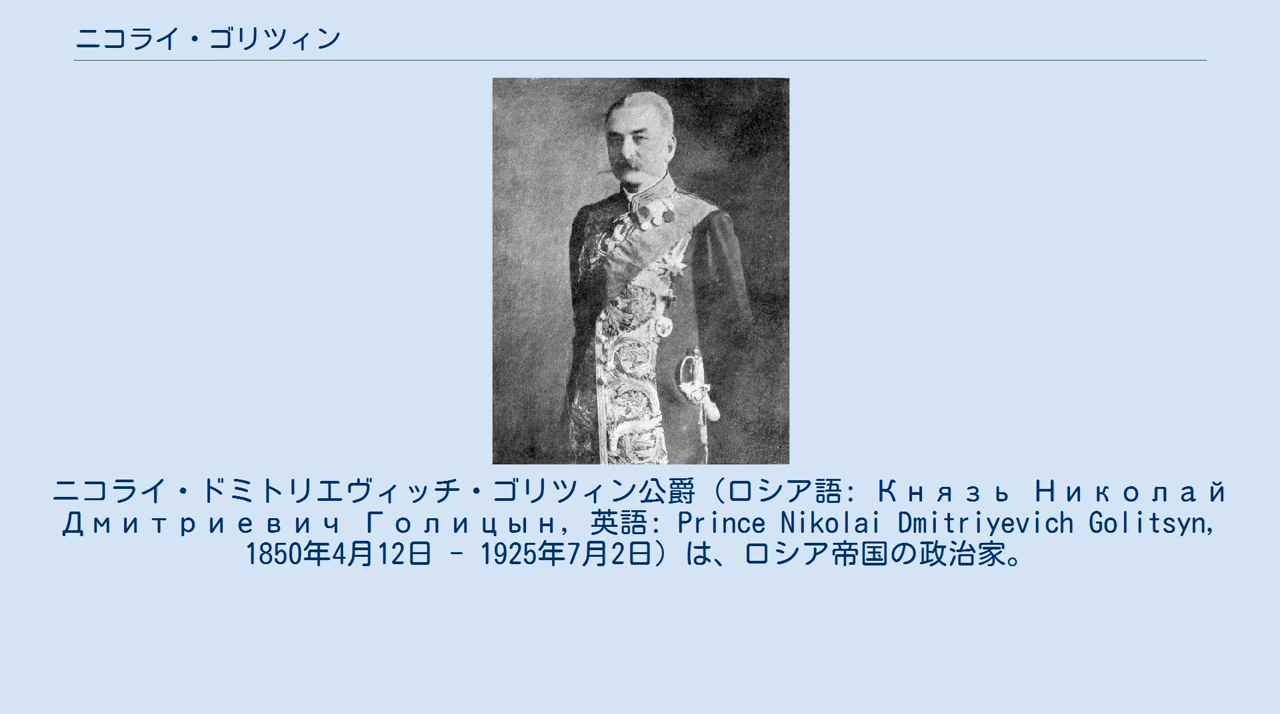 ニコライ・ゴリツィン
ニコライ・ドミトリエヴィッチ・ゴリツィン公爵（ロシア語: Князь Николай
Дмитриевич Голицын, 英語: Prince Nikolai Dmitriyevich Golitsyn,
1850年4月12日 - 1925年7月2日）は、ロシア帝国の政治家。